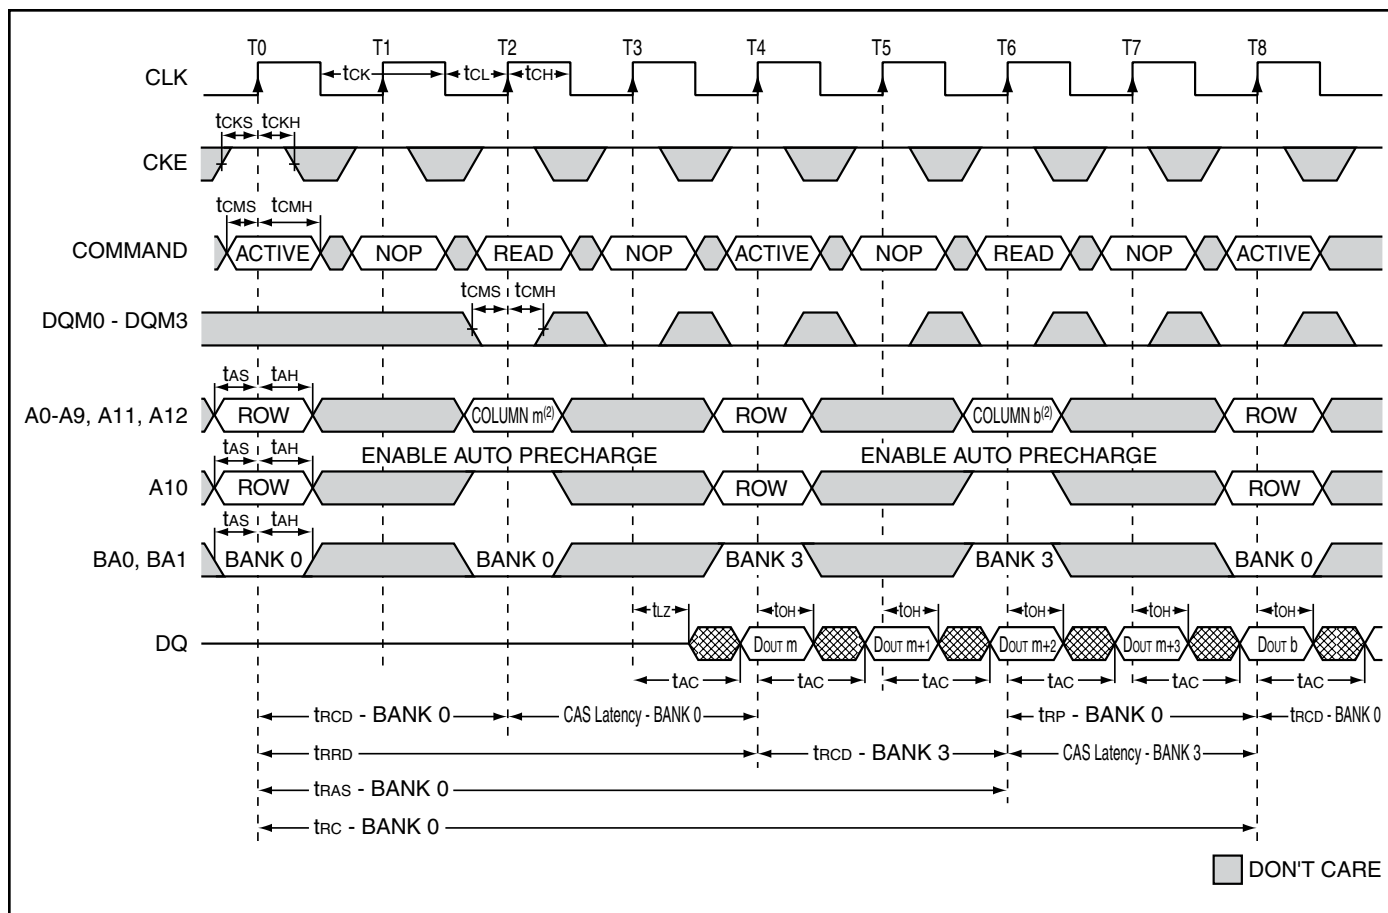 T0 T1 T2 T3 T4 T5 T6 T7 T8
CLK tCK tCL tCH
tCKS tCKH
CKE
tCMS tCMH
COMMAND ACTIVE NOP READ NOP ACTIVE NOP READ NOP ACTIVE
tCMS tCMH
DQM0 - DQM3
tAS tAH
A0-A9, A11, A12 ROW COLUMN m(2) ROW COLUMN b(2) ROW
tAS tAH ENABLE AUTO PRECHARGE ENABLE AUTO PRECHARGE
A10 ROW ROW ROW
tAS tAH
BA0, BA1 BANK 0 BANK 0 BANK 3 BANK 3 BANK 0
tLZ tOH tOH tOH tOH tOH
DQ DOUT m DOUT m+1 DOUT m+2 DOUT m+3 DOUT b
tAC tAC tAC tAC tAC tAC
tRCD - BANK 0 CAS Latency - BANK 0 tRP - BANK 0 tRCD - BANK 0
tRRD tRCD - BANK 3 CAS Latency - BANK 3
tRAS - BANK 0
tRC - BANK 0
DON'T CARE